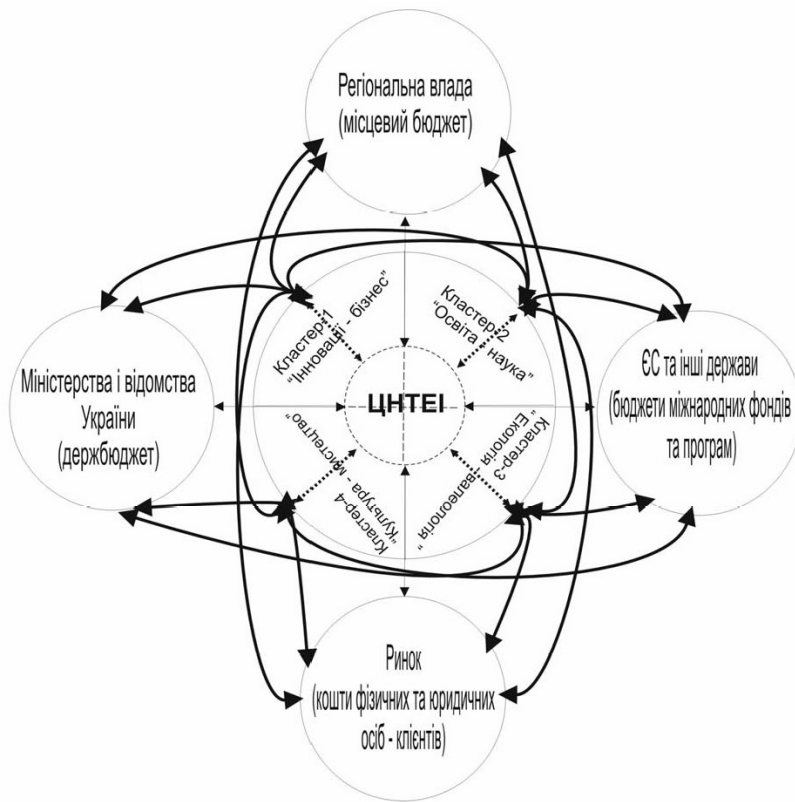 Регіональна влада
(місцевий бюджет)
Кластер-1
“Інновації - бізнес”
Кластер-2
“Освіта - наука”
Міністерства і відомства
України
(держбюджет)
ЦНТЕІ
ЄС та інші держави
(бюджети міжнародних фондів
та програм)
Кластер-4
“Культура - мистецтво”
Кластер-3
“Екологія - валеологія”
Ринок
(кошти фізичних та юридичних
осіб - клієнтів)